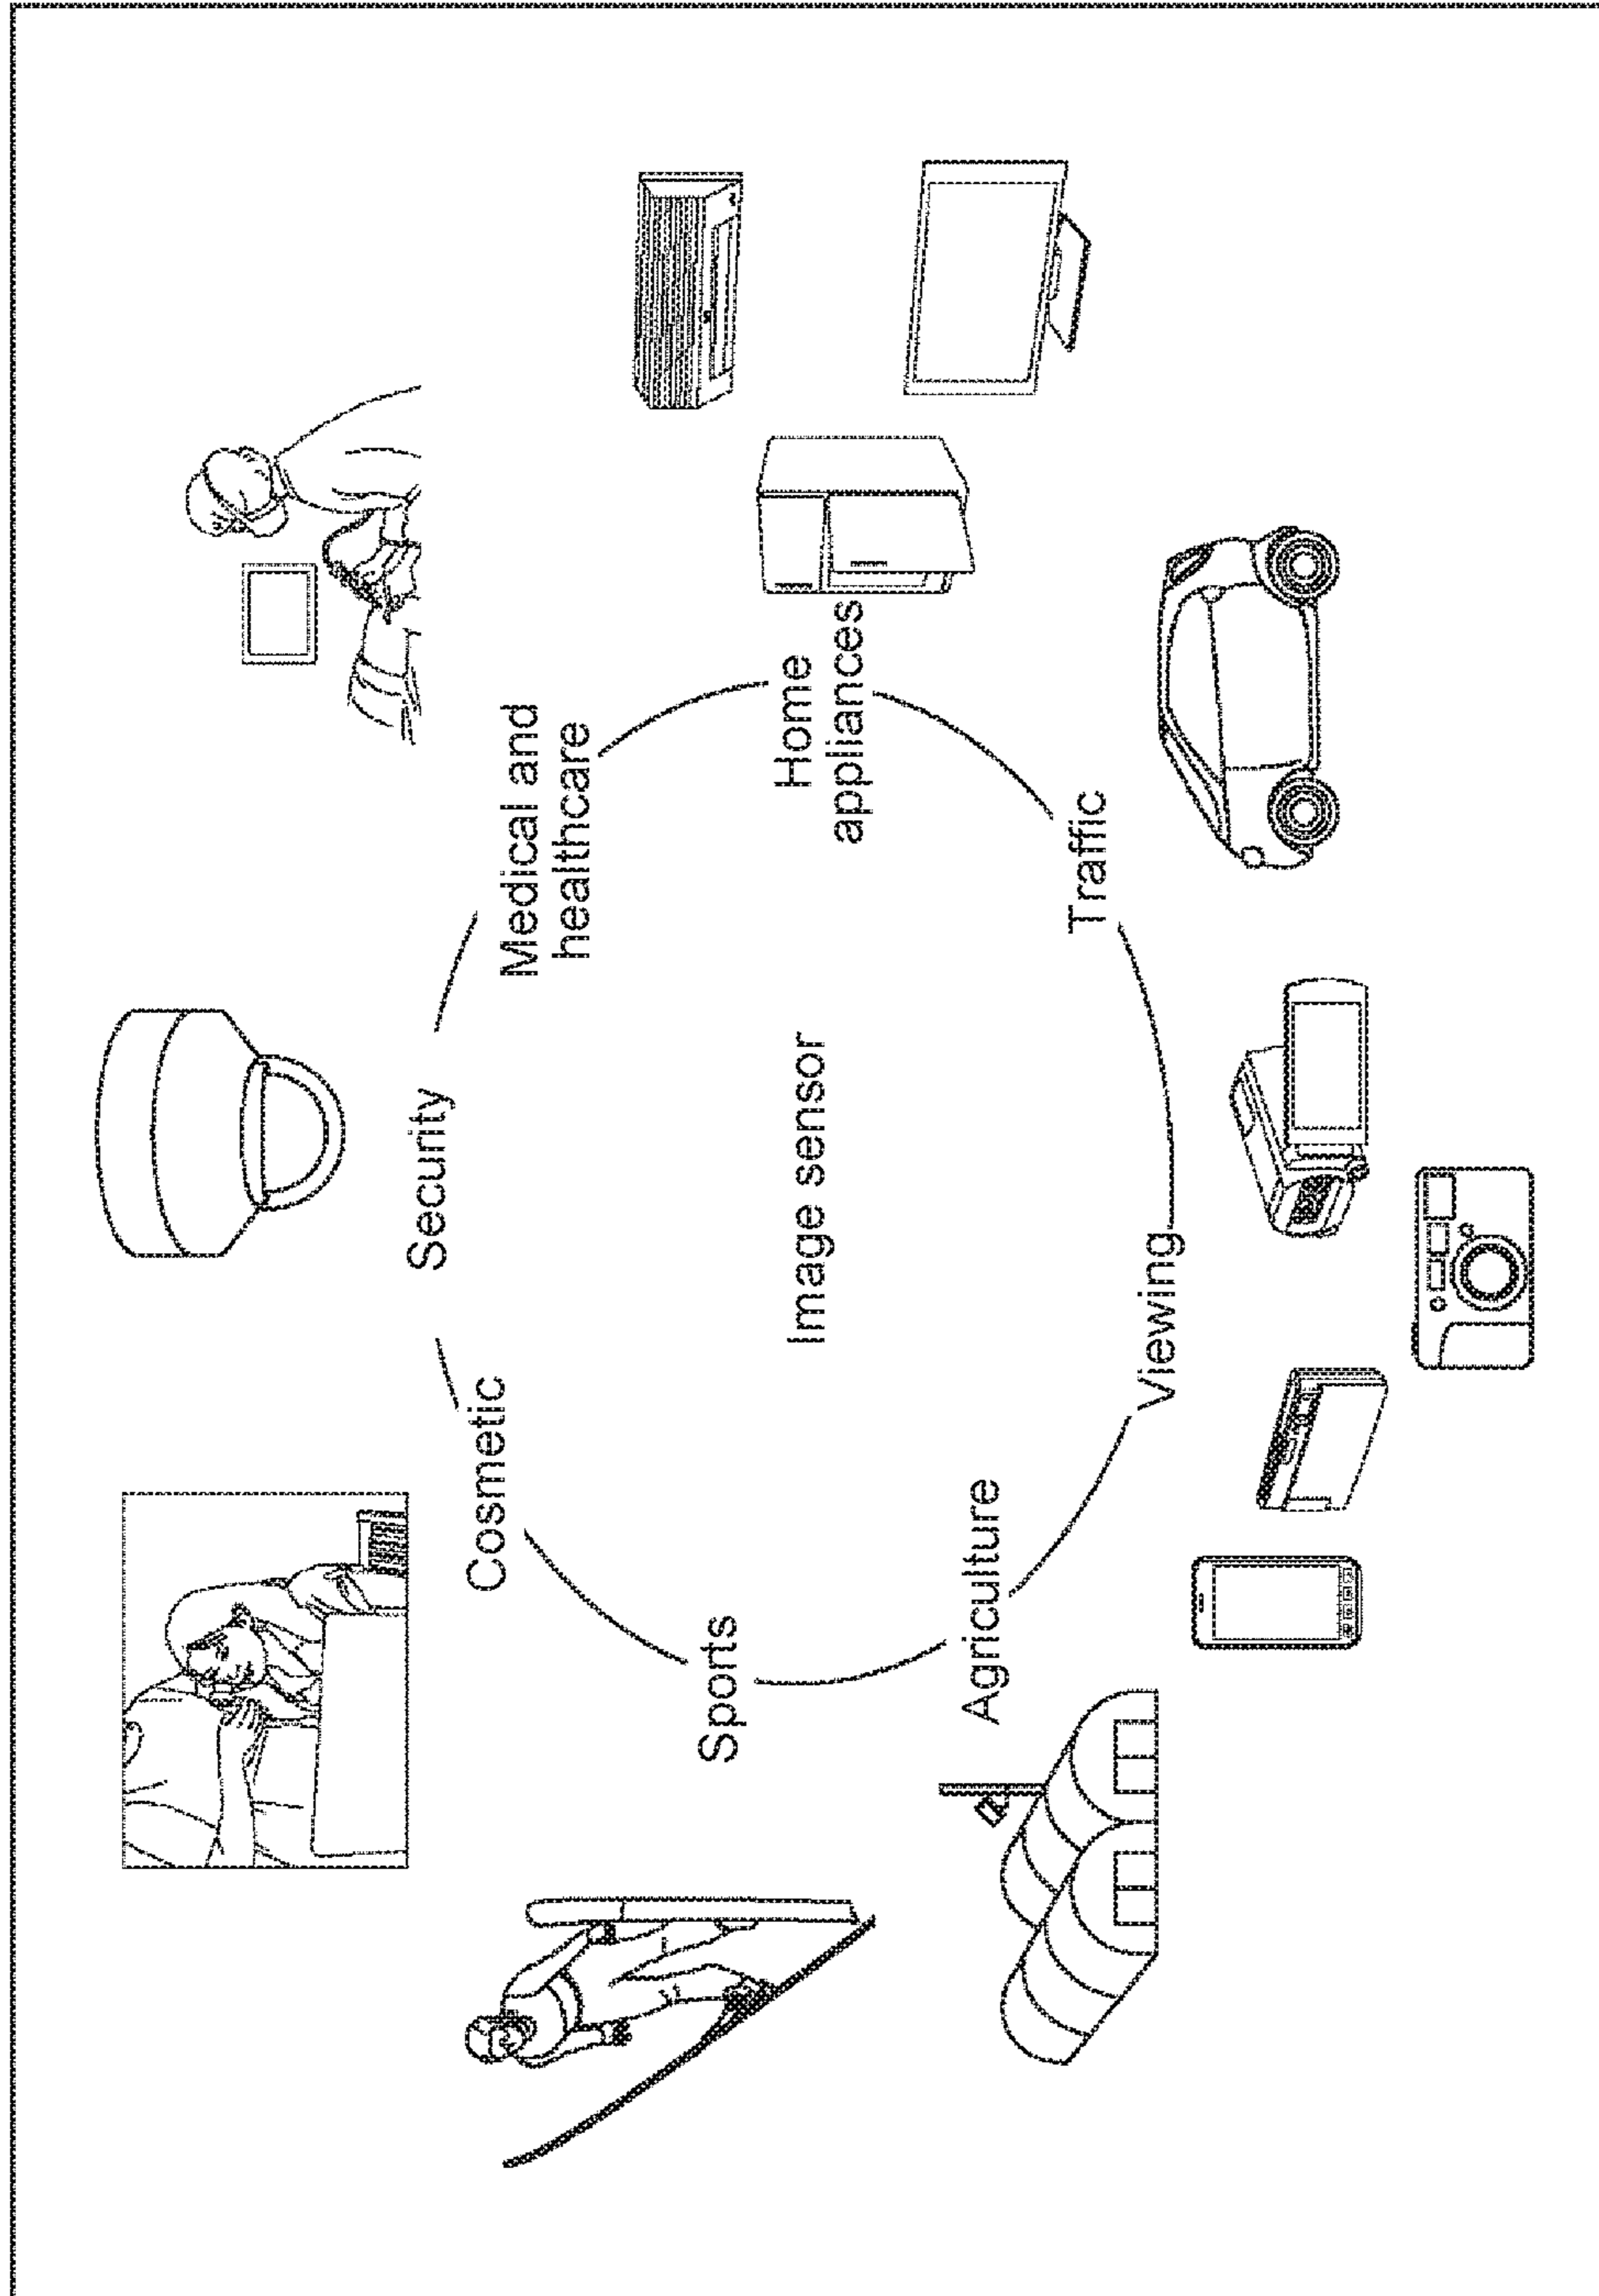 Security
Medical and
healthcare
Cosmetic
Home
appliances
Image sensor
Sports
Traffic
Agriculture
Viewing